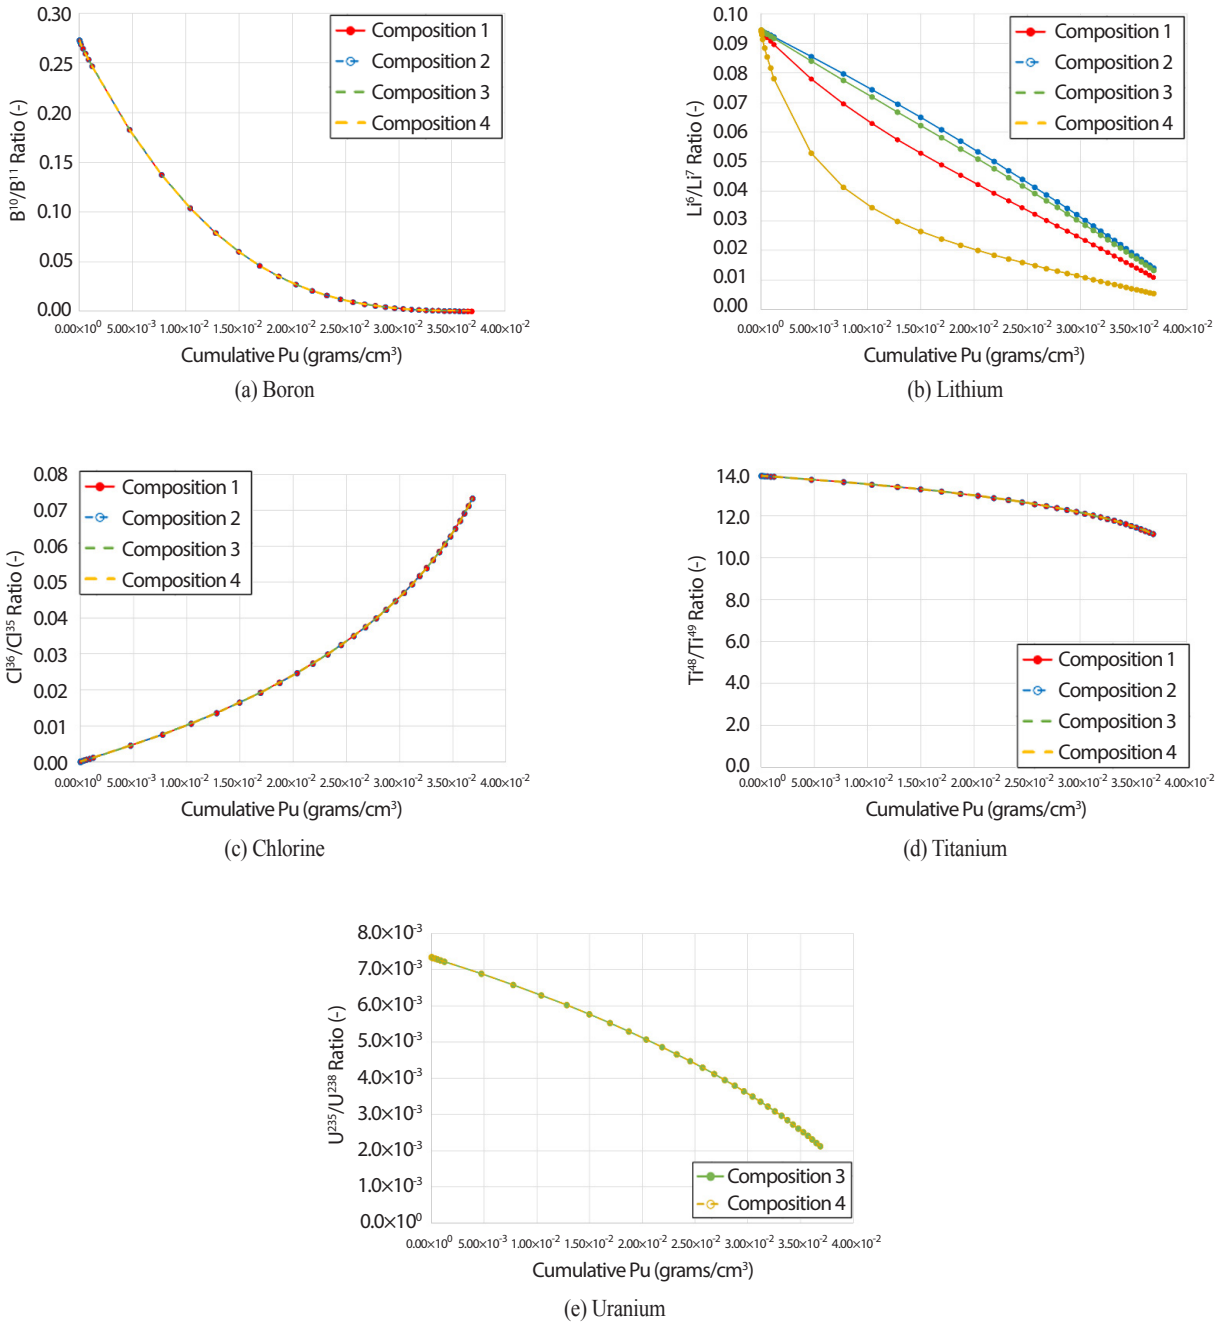 0.30
0.25
0.20
0.15
0.10
0.05
0.00
B¹⁰/B¹¹ Ratio (-)
Composition 1
Composition 2
Composition 3
Composition 4
0.00×10⁰ 5.00×10⁻³ 1.00×10⁻² 1.50×10⁻² 2.00×10⁻² 2.50×10⁻² 3.00×10⁻² 3.50×10⁻² 4.00×10⁻²
Cumulative Pu (grams/cm³)
(a) Boron
0.10
0.09
0.08
0.07
0.06
0.05
0.04
0.03
0.02
0.01
0.00
Li⁶/Li⁷ Ratio (-)
Composition 1
Composition 2
Composition 3
Composition 4
0.00×10⁰ 5.00×10⁻³ 1.00×10⁻² 1.50×10⁻² 2.00×10⁻² 2.50×10⁻² 3.00×10⁻² 3.50×10⁻² 4.00×10⁻²
Cumulative Pu (grams/cm³)
(b) Lithium
0.08
0.07
0.06
0.05
0.04
0.03
0.02
0.01
0.00
Cl³⁶/Cl³⁵ Ratio (-)
Composition 1
Composition 2
Composition 3
Composition 4
0.00×10⁰ 5.00×10⁻³ 1.00×10⁻² 1.50×10⁻² 2.00×10⁻² 2.50×10⁻² 3.00×10⁻² 3.50×10⁻² 4.00×10⁻²
Cumulative Pu (grams/cm³)
(c) Chlorine
14.0
12.0
10.0
8.0
6.0
4.0
2.0
0.0
Ti⁴⁸/Ti⁴⁹ Ratio (-)
Composition 1
Composition 2
Composition 3
Composition 4
0.00×10⁰ 5.00×10⁻³ 1.00×10⁻² 1.50×10⁻² 2.00×10⁻² 2.50×10⁻² 3.00×10⁻² 3.50×10⁻² 4.00×10⁻²
Cumulative Pu (grams/cm³)
(d) Titanium
8.0×10⁻³
7.0×10⁻³
6.0×10⁻³
5.0×10⁻³
4.0×10⁻³
3.0×10⁻³
2.0×10⁻³
1.0×10⁻³
0.0×10⁰
U²³⁵/U²³⁸ Ratio (-)
Composition 3
Composition 4
0.00×10⁰ 5.00×10⁻³ 1.00×10⁻² 1.50×10⁻² 2.00×10⁻² 2.50×10⁻² 3.00×10⁻² 3.50×10⁻² 4.00×10⁻²
Cumulative Pu (grams/cm³)
(e) Uranium